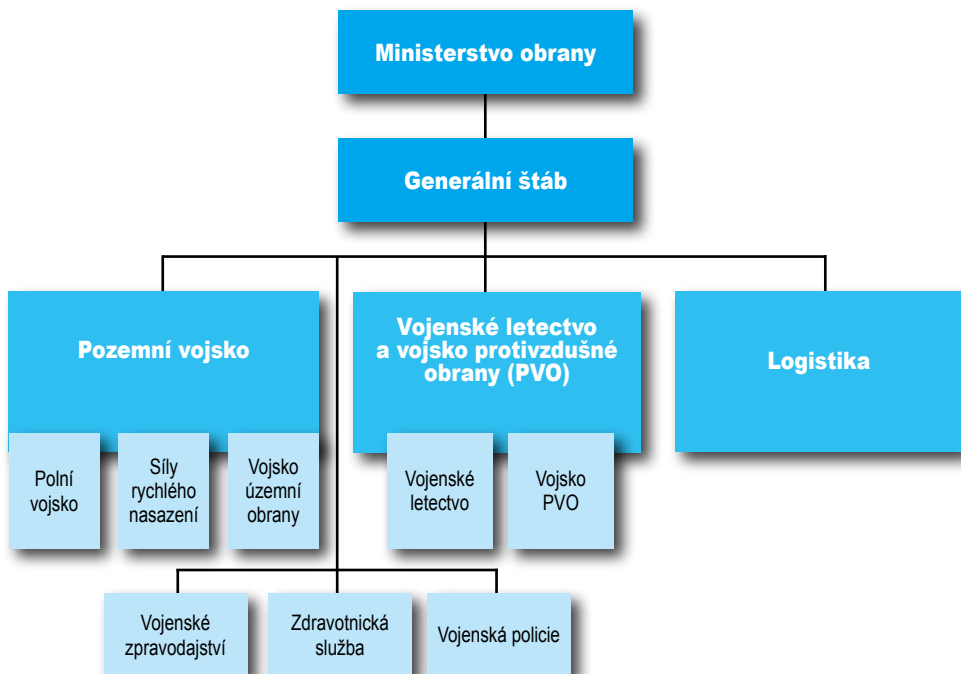 Ministerstvo obrany
Generální štáb
Pozemní vojsko
Vojenské letectvo
a vojsko protivzdušné
obrany (PVO)
Logistika
Polní
vojsko
Síly
rychlého
nasazení
Vojsko
územní
obrany
Vojenské
letectvo
Vojsko
PVO
Vojenské
zpravodajství
Zdravotnická
služba
Vojenská policie